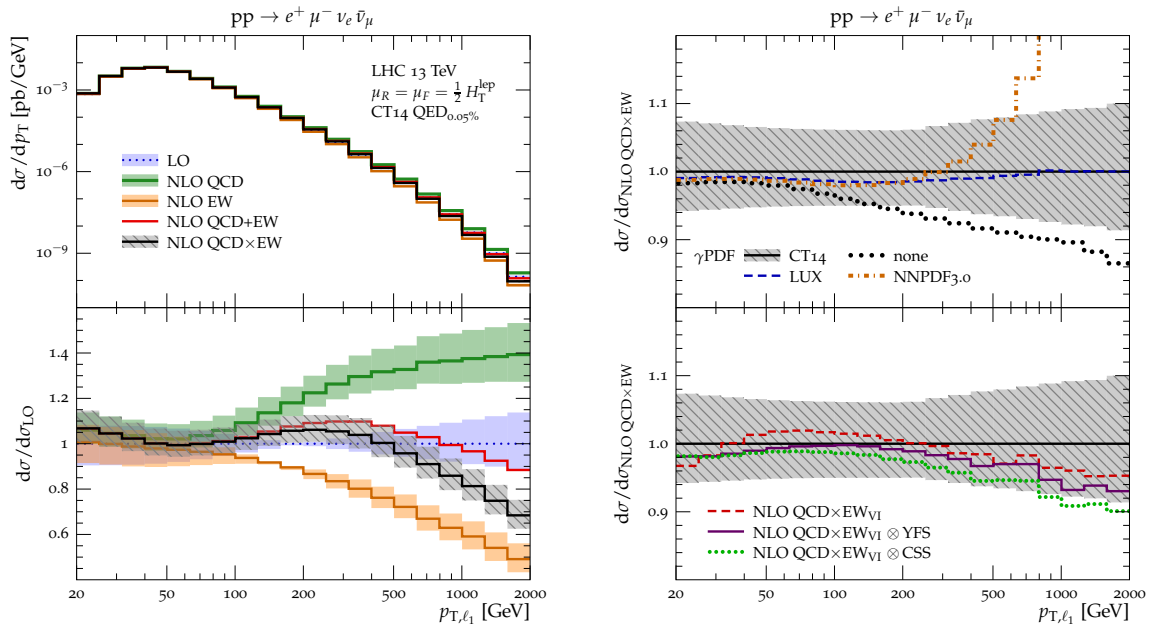 pp → e⁺ μ⁻ νₑ ν̄_μ
dσ/dp_T [pb/GeV]
10⁻³
10⁻⁶
10⁻⁹
LHC 13 TeV
μ_R = μ_F = ½ H_T^lep
CT14 QED_0.05%
LO
NLO QCD
NLO EW
NLO QCD+EW
NLO QCD×EW
dσ/dσ_LO
1.4
1.2
1
0.8
0.6
20 50 100 200 500 1000 2000
p_T,ℓ₁ [GeV]
pp → e⁺ μ⁻ νₑ ν̄_μ
dσ/dσ_NLO QCD×EW
1.1
1.0
0.9
γPDF CT14 none
LUX NNPDF3.0
dσ/dσ_NLO QCD×EW
1.1
1.0
0.9
NLO QCD×EW_VI
NLO QCD×EW_VI ⊗ YFS
NLO QCD×EW_VI ⊗ CSS
20 50 100 200 500 1000 2000
p_T,ℓ₁ [GeV]